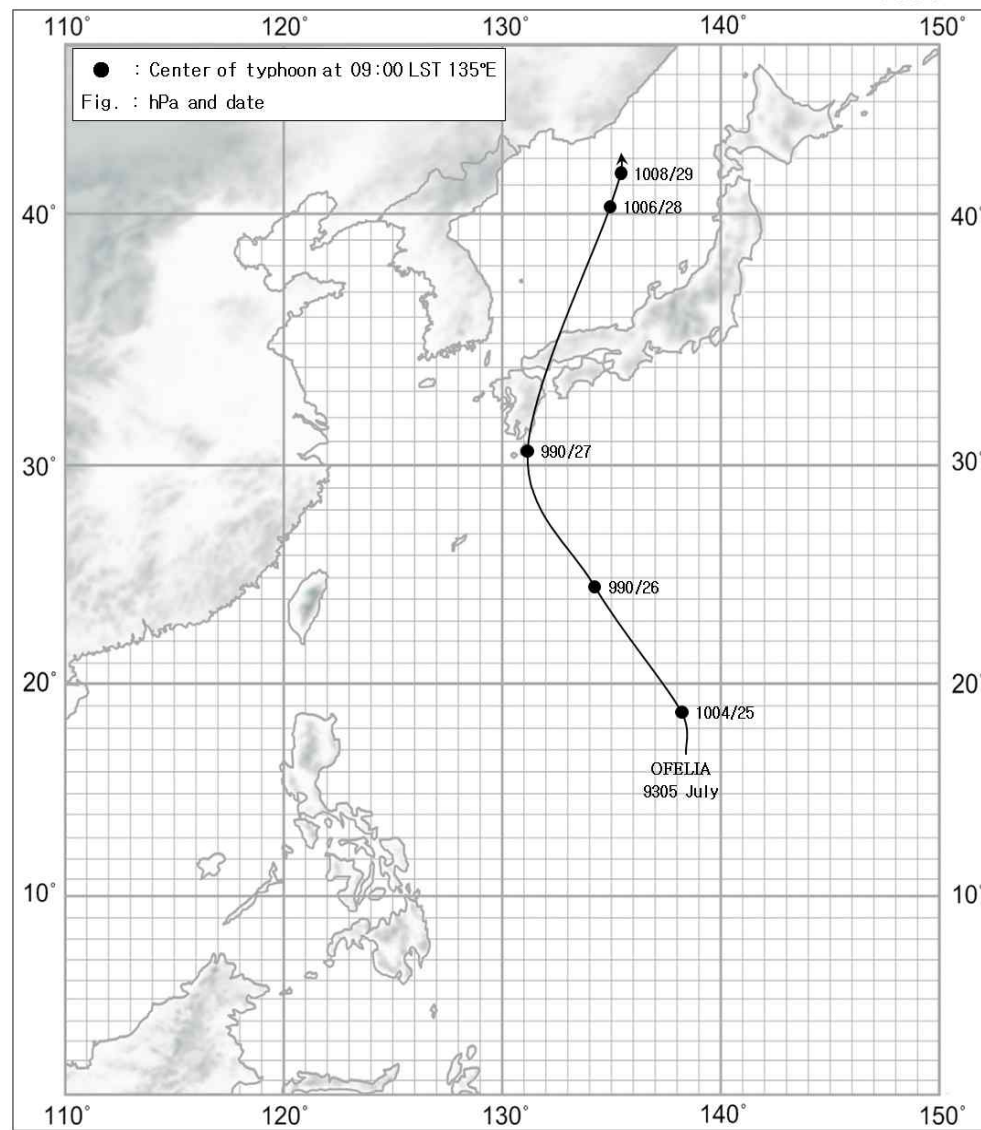 110° 120° 130° 140° 150°
● : Center of typhoon at 09:00 LST 135°E
Fig. : hPa and date
1008/29
1006/28
40° 40°
990/27
30° 30°
990/26
20° 20°
1004/25
OFELIA
9305 July
10° 10°
110° 120° 130° 140° 150°